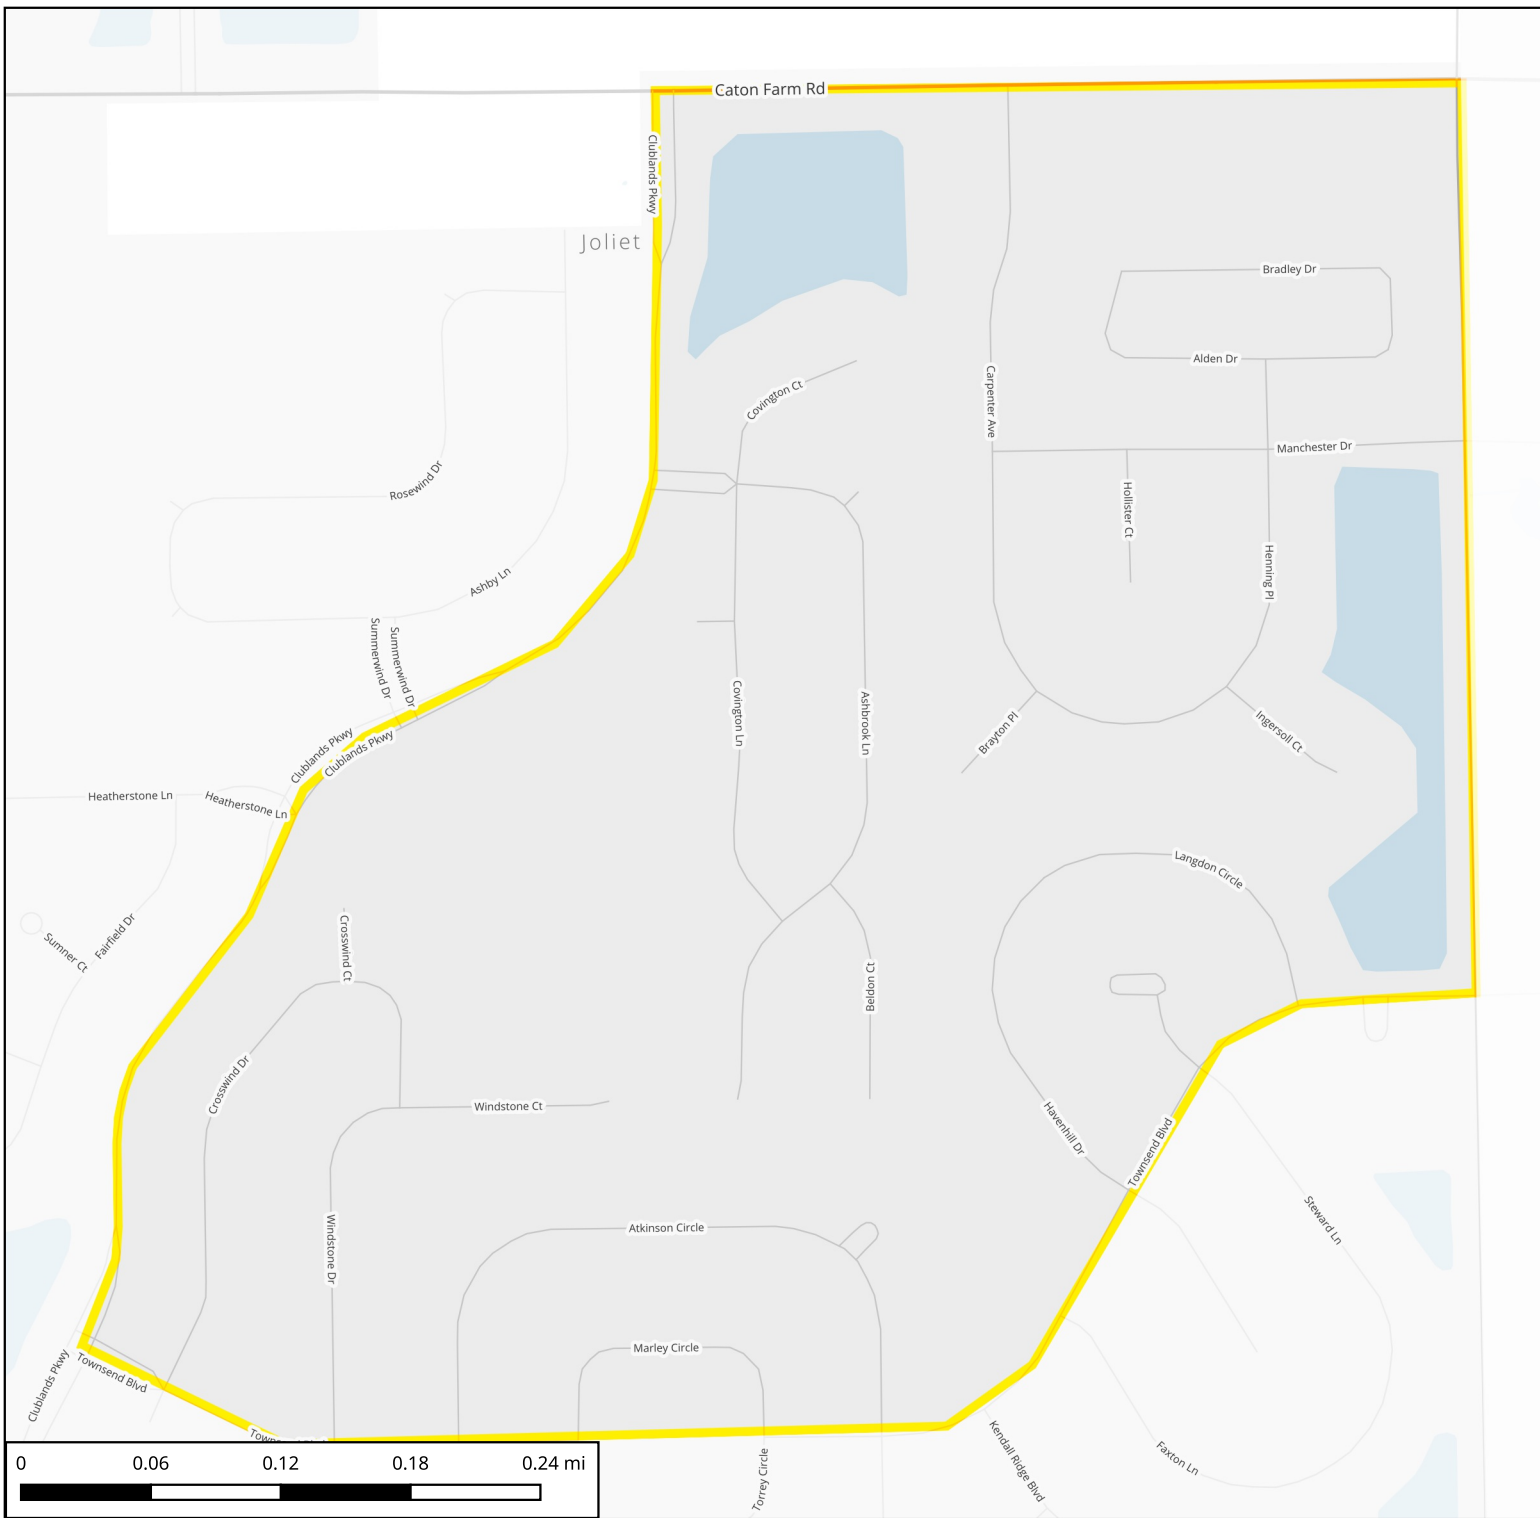 Caton Farm Rd
Clublands Pkwy
Joliet
Bradley Dr
Alden Dr
Covington Ct
Carpenter Ave
Manchester Dr
Rosewind Dr
Hollister Ct
Henning Pl
Ashby Ln
Summerwind Dr
Summerwind Dr
Covington Ln
Ashbrook Ln
Brayton Pl
Ingersoll Ct
Clublands Pkwy
Clublands Pkwy
Heatherstone Ln
Heatherstone Ln
Langdon Circle
Sumner Ct
Fairfield Dr
Crosswind Ct
Beldon Ct
Crosswind Dr
Windstone Ct
Havenhill Dr
Townsend Blvd
Steward Ln
Windstone Dr
Atkinson Circle
Marley Circle
Clublands Pkwy
Townsend Blvd
Kendall Ridge Blvd
Faxton Ln
Torrey Circle
0 0.06 0.12 0.18 0.24 mi